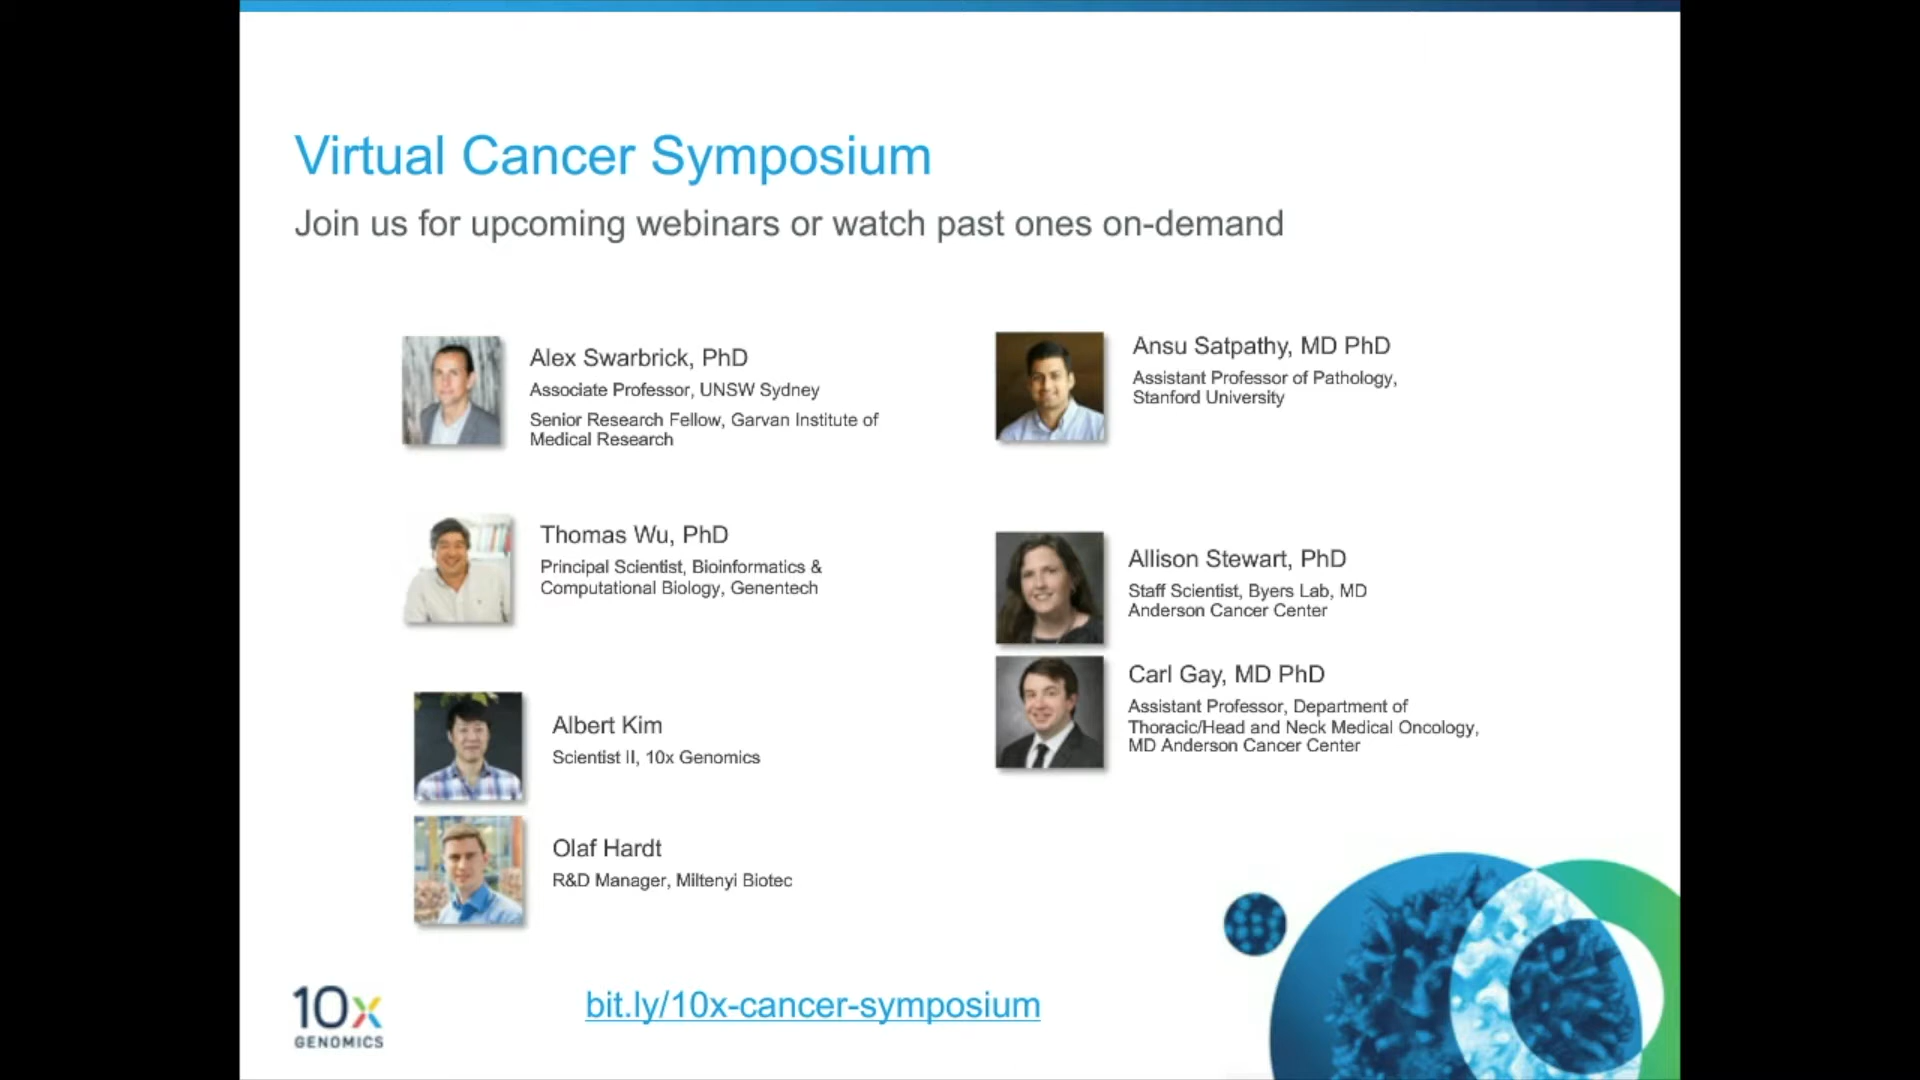 Virtual Cancer Symposium
Join us for upcoming webinars or watch past ones on-demand
Alex Swarbrick, PhD
Associate Professor, UNSW Sydney
Senior Research Fellow, Garvan Institute of
Medical Research
Thomas Wu, PhD
Principal Scientist, Bioinformatics &
Computational Biology, Genentech
Albert Kim
Scientist II, 10x Genomics
Olaf Hardt
R&D Manager, Miltenyi Biotec
Ansu Satpathy, MD PhD
Assistant Professor of Pathology,
Stanford University
Allison Stewart, PhD
Staff Scientist, Byers Lab, MD
Anderson Cancer Center
Carl Gay, MD PhD
Assistant Professor, Department of
Thoracic/Head and Neck Medical Oncology,
MD Anderson Cancer Center
10x
GENOMICS
bit.ly/10x-cancer-symposium